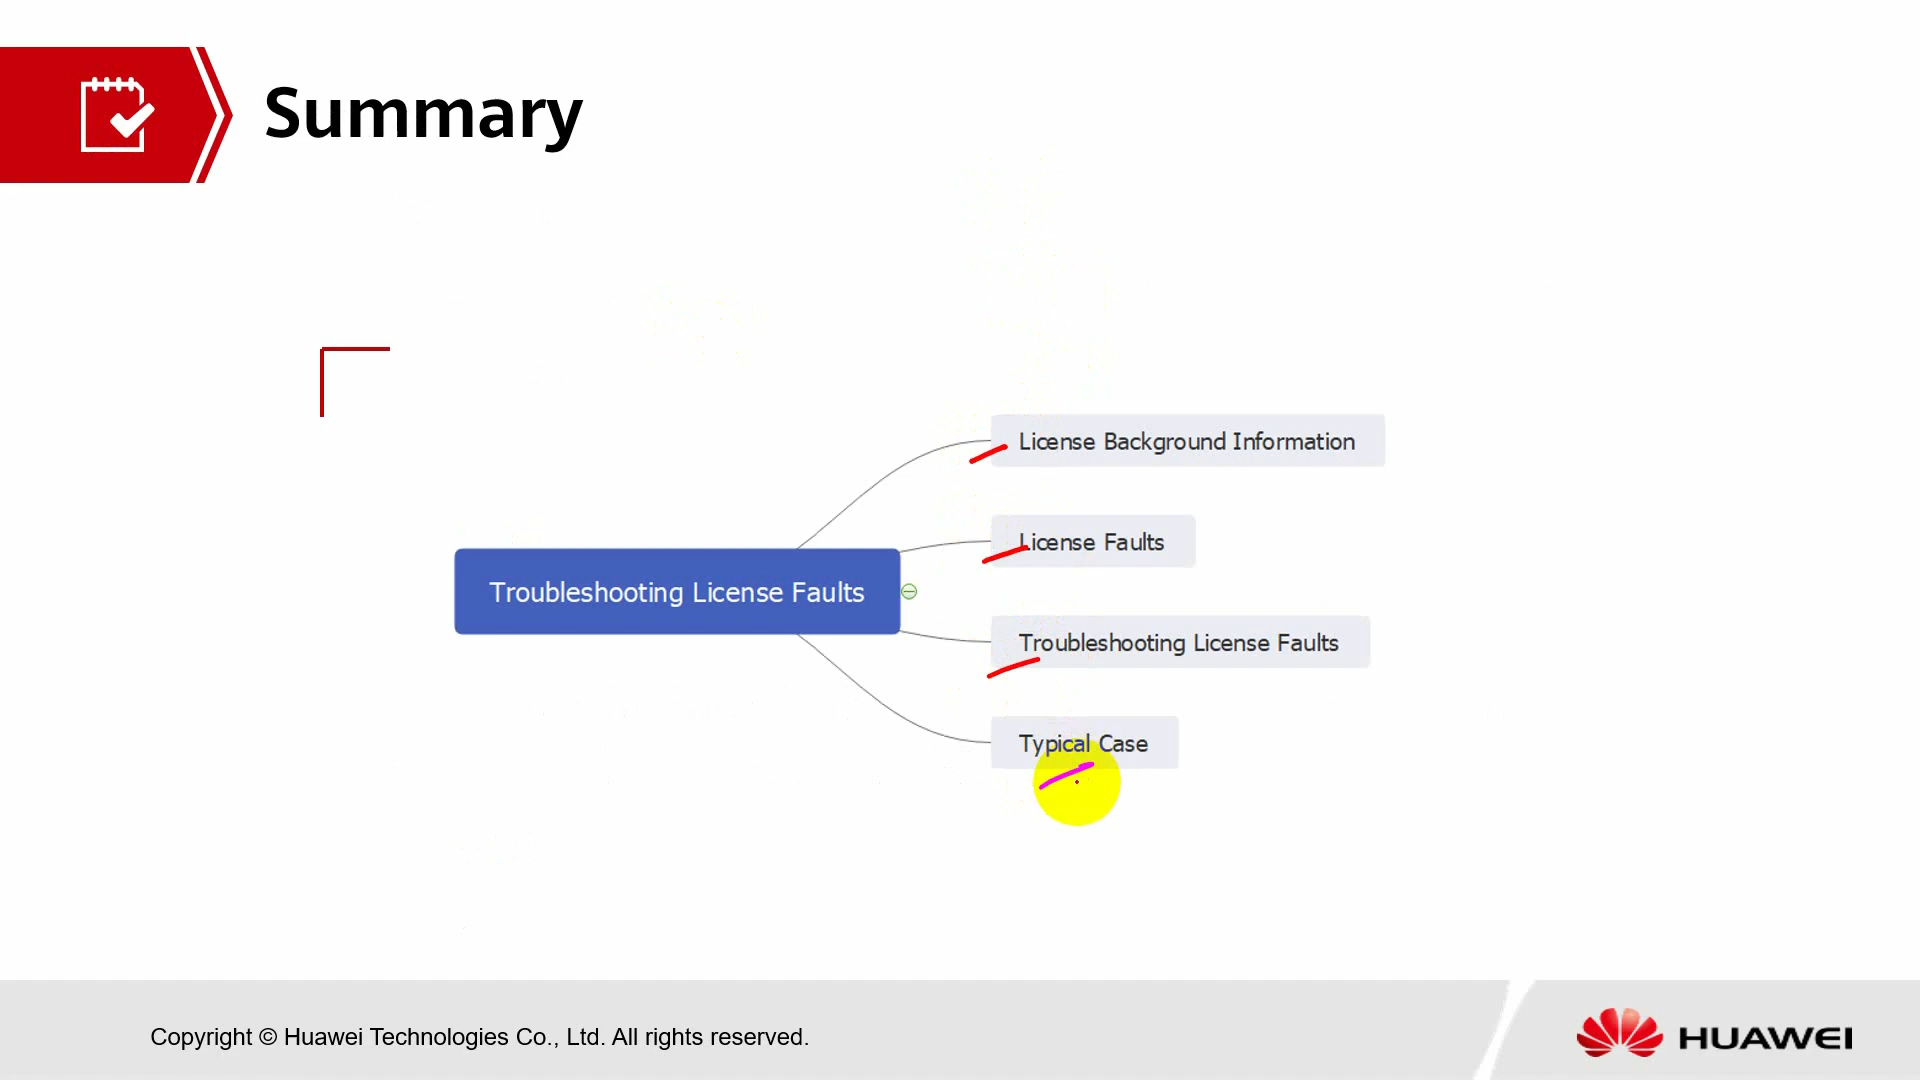 Summary
License Background Information
License Faults
Troubleshooting License Faults
Troubleshooting License Faults
Typical Case
Copyright © Huawei Technologies Co., Ltd. All rights reserved.
HUAWEI